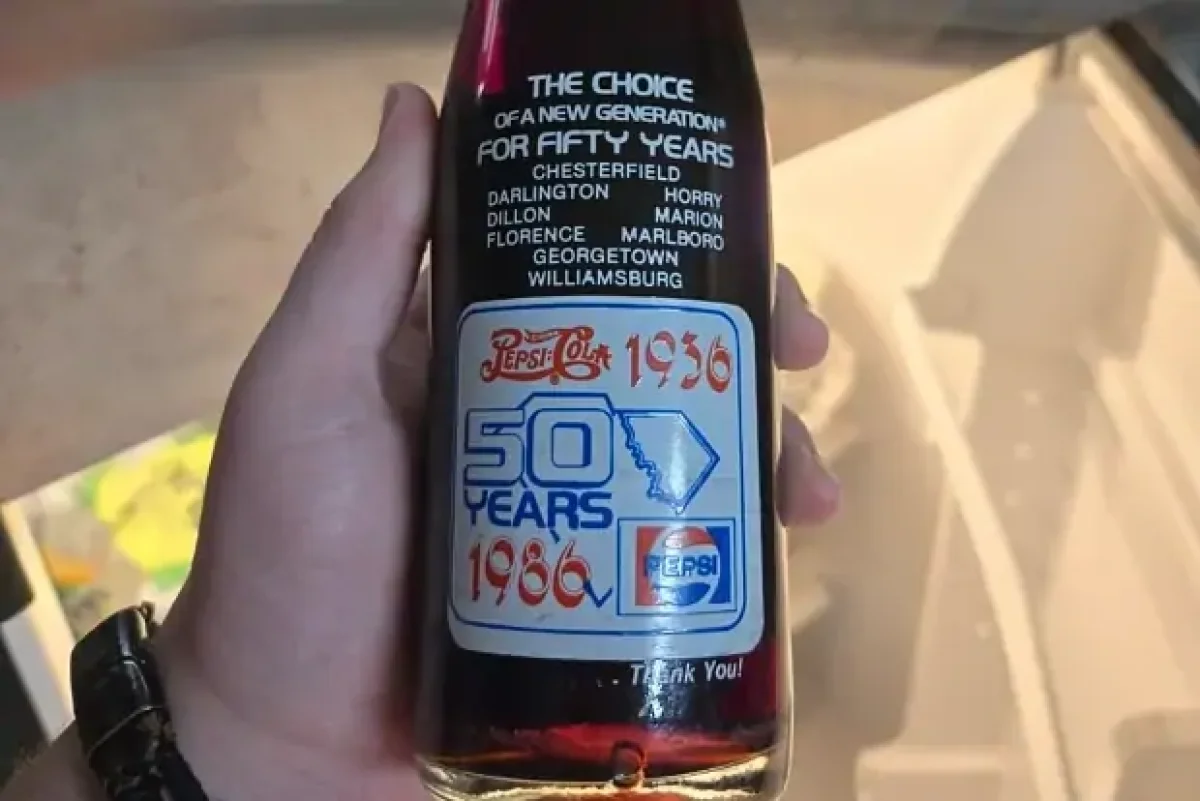 THE CHOICE
OF A NEW GENERATION®
FOR FIFTY YEARS
CHESTERFIELD
DARLINGTON HORRY
DILLON MARION
FLORENCE MARLBORO
GEORGETOWN
WILLIAMSBURG
PEPSI:COLA 1936
50
YEARS
1986
PEPSI
.. Thank You!